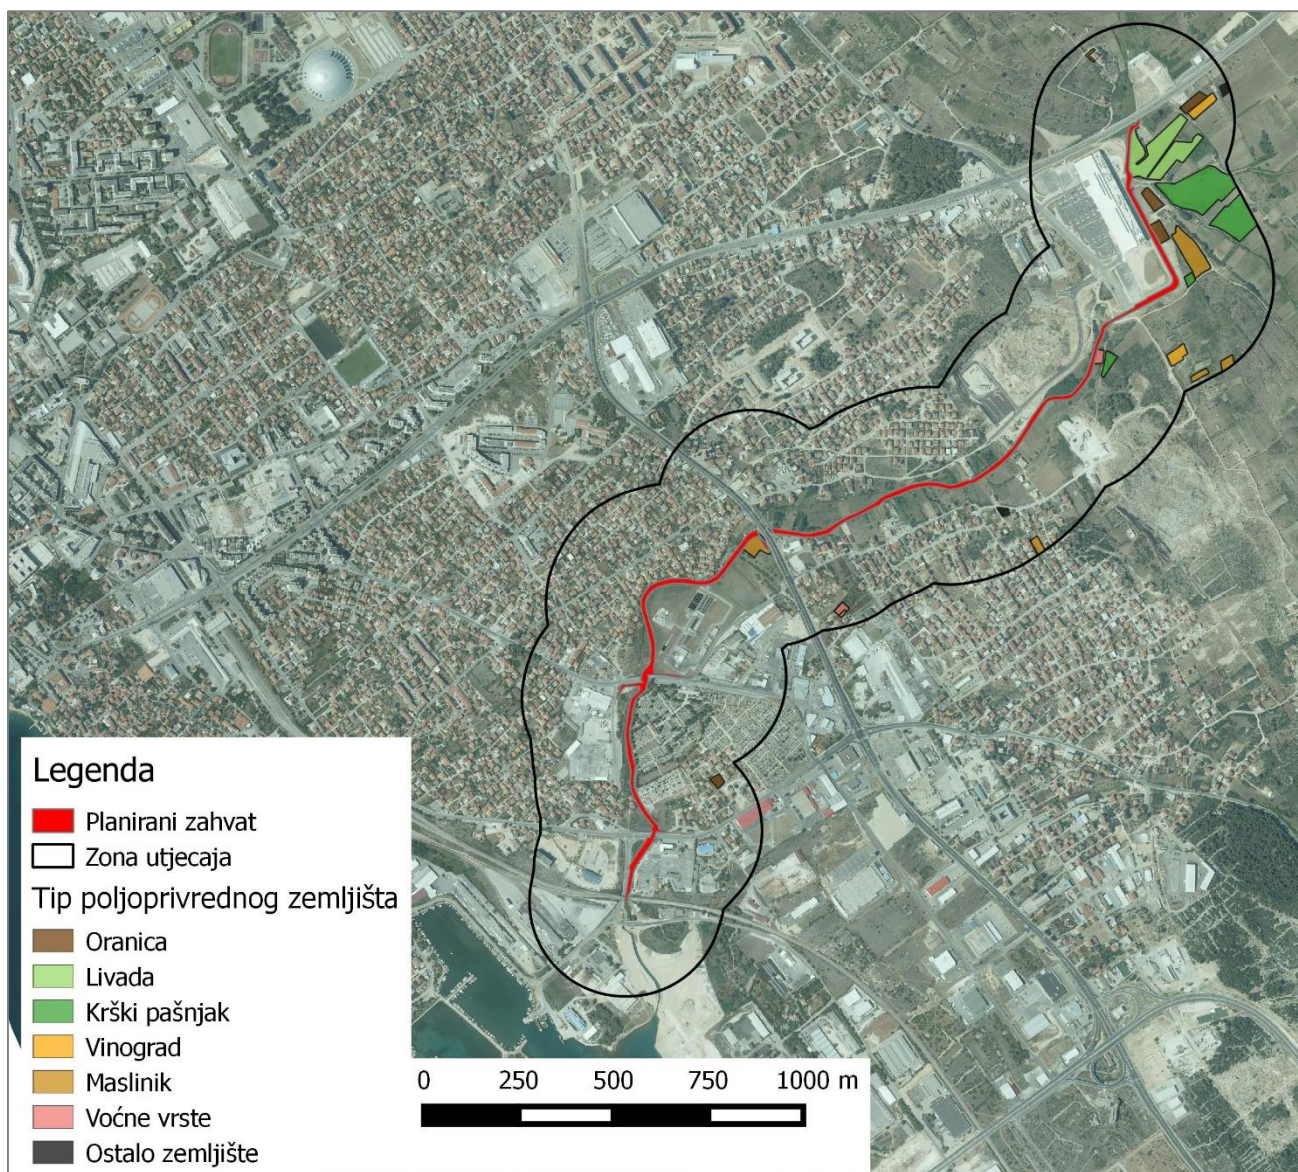 Legenda
Planirani zahvat
Zona utjecaja
Tip poljoprivrednog zemljišta
Oranica
Livada
Krški pašnjak
Vinograd
Maslinik
Voćne vrste
Ostalo zemljište
0 250 500 750 1000 m